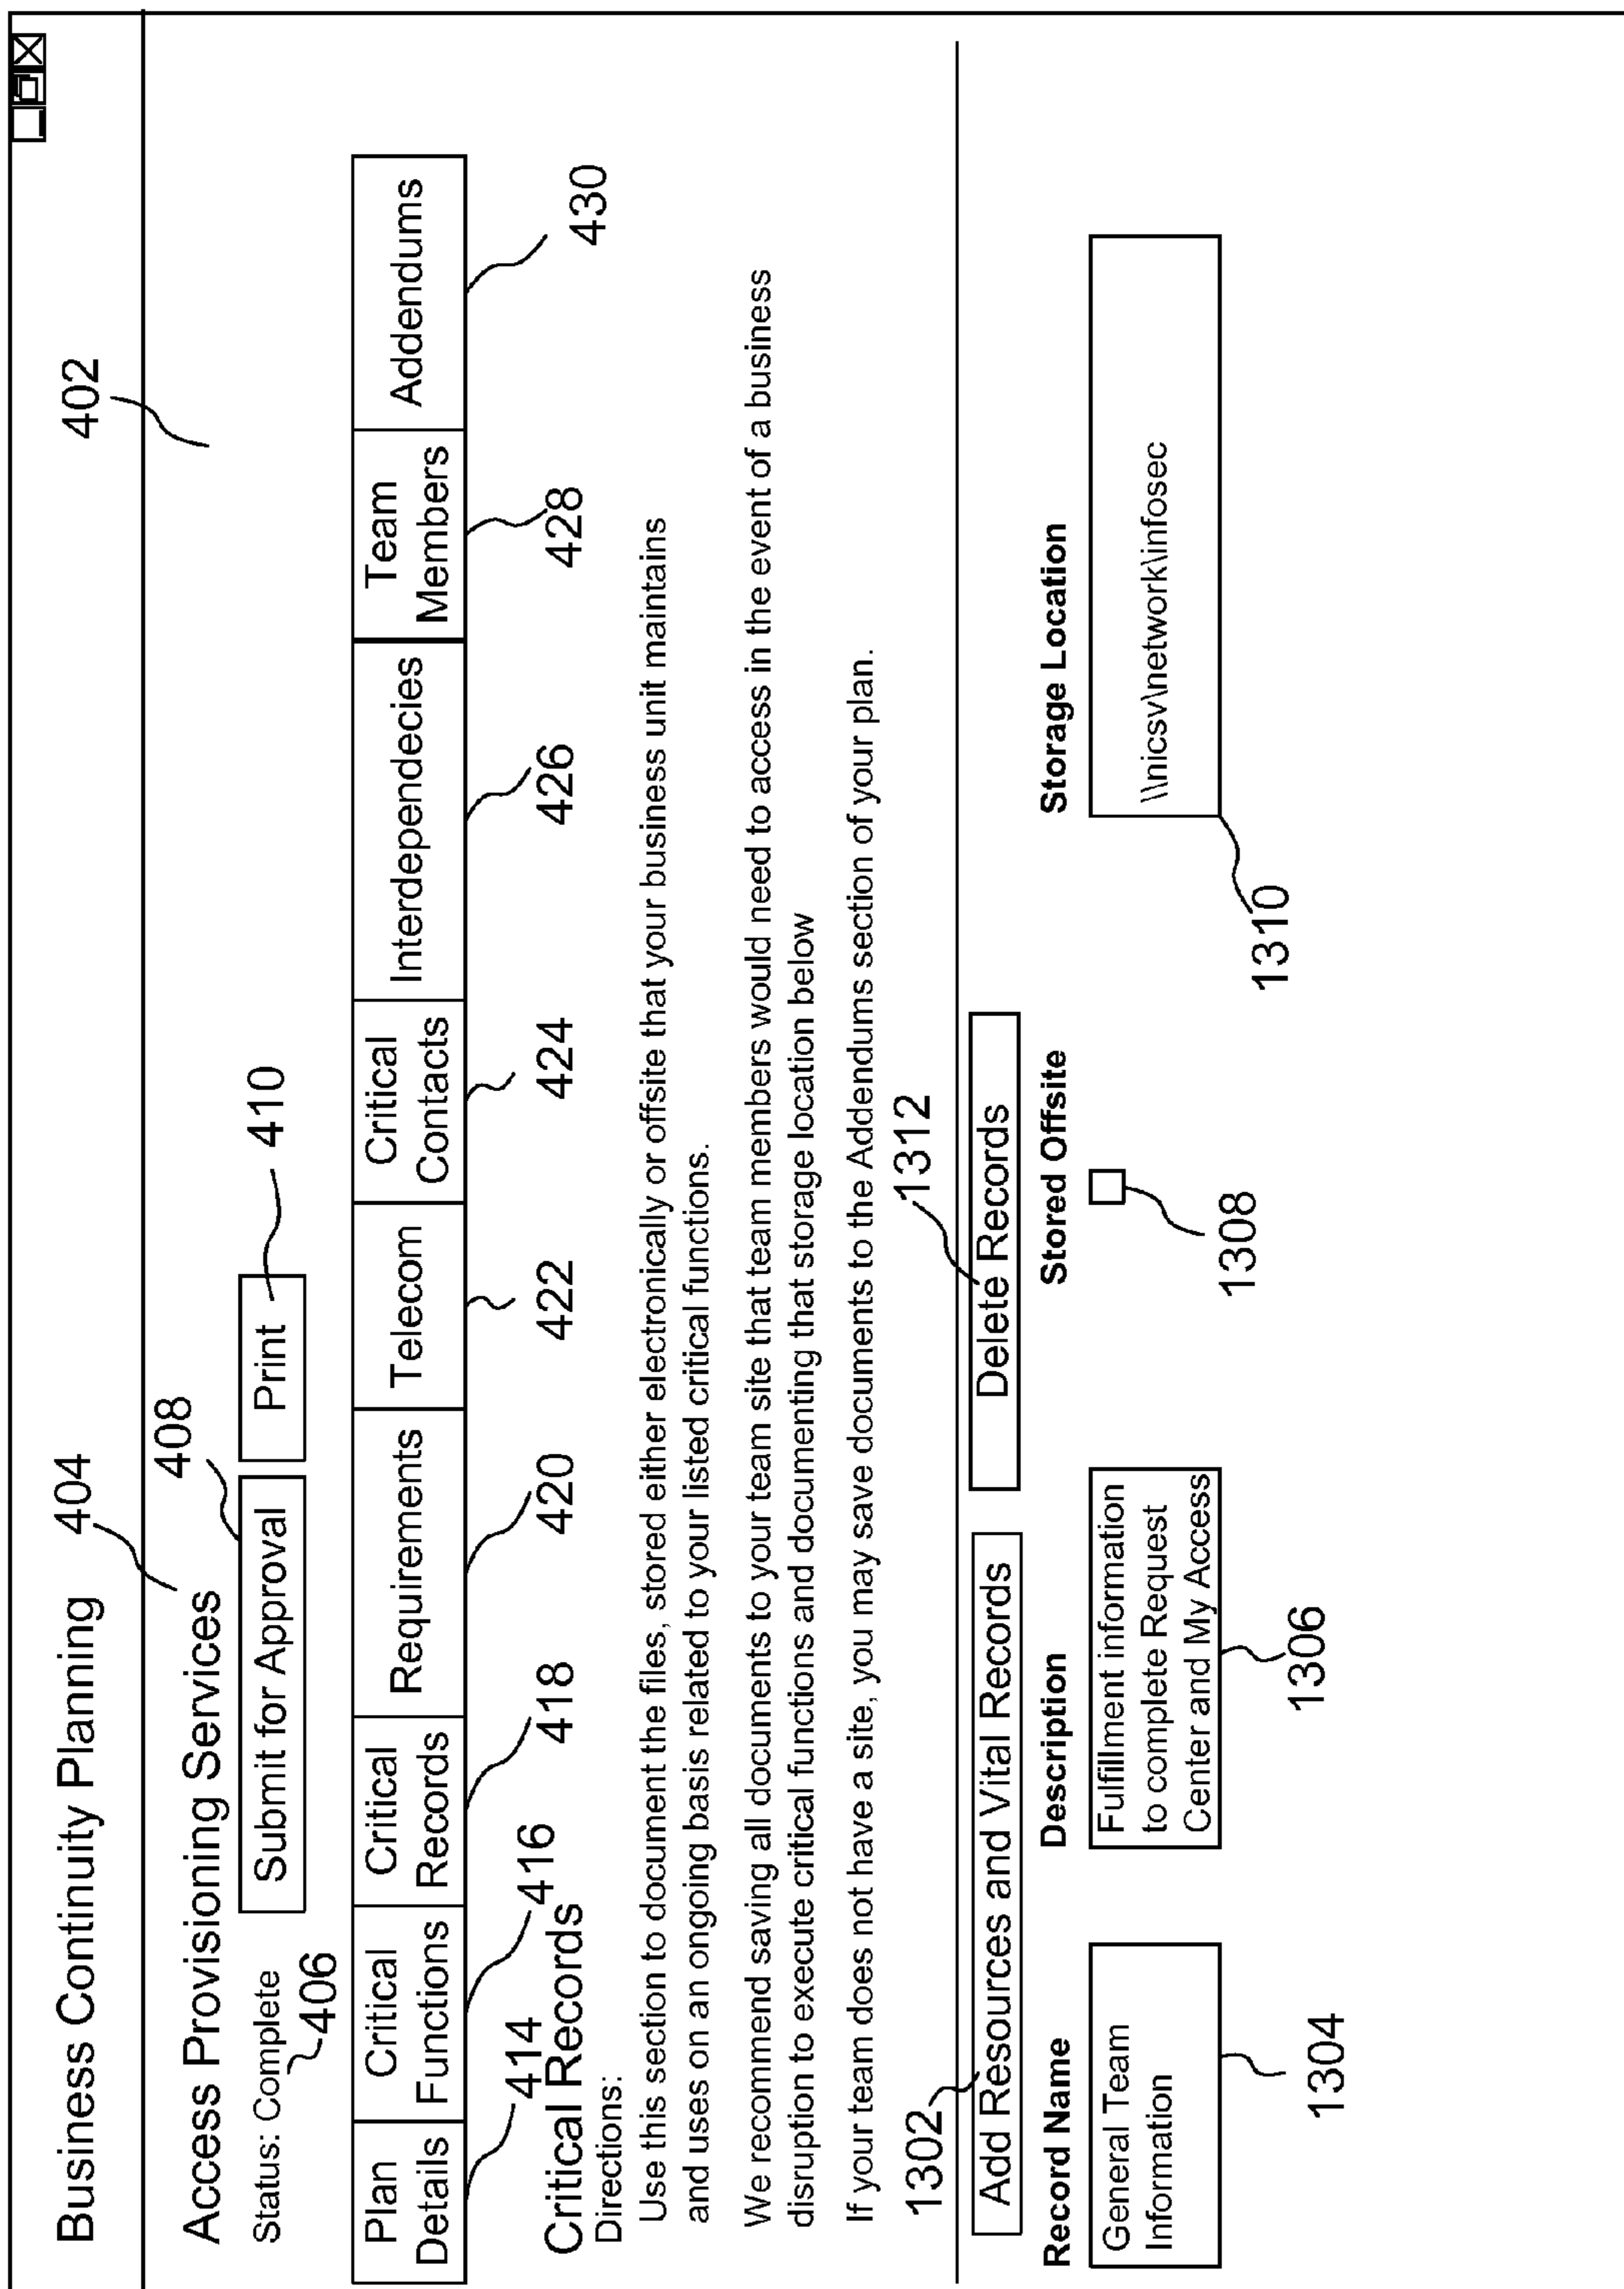 Business Continuity Planning
402
404
Access Provisioning Services
408
Status: Complete
Submit for Approval
Print
410
406
Plan
Details
Critical
Functions
Critical
Records
Requirements
Telecom
Critical
Contacts
Interdependecies
Team
Members
Addendums
414
416
418
420
422
424
426
428
430
Critical Records
Directions:
Use this section to document the files, stored either electronically or offsite that your business unit maintains
and uses on an ongoing basis related to your listed critical functions.
We recommend saving all documents to your team site that team members would need to access in the event of a business
disruption to execute critical functions and documenting that storage location below
If your team does not have a site, you may save documents to the Addendums section of your plan.
1302
1312
Add Resources and Vital Records
Delete Records
Record Name
Description
Stored Offsite
Storage Location
General Team
Information
Fulfillment information
to complete Request
Center and My Access
\\nicsv\network\infosec
1304
1306
1308
1310